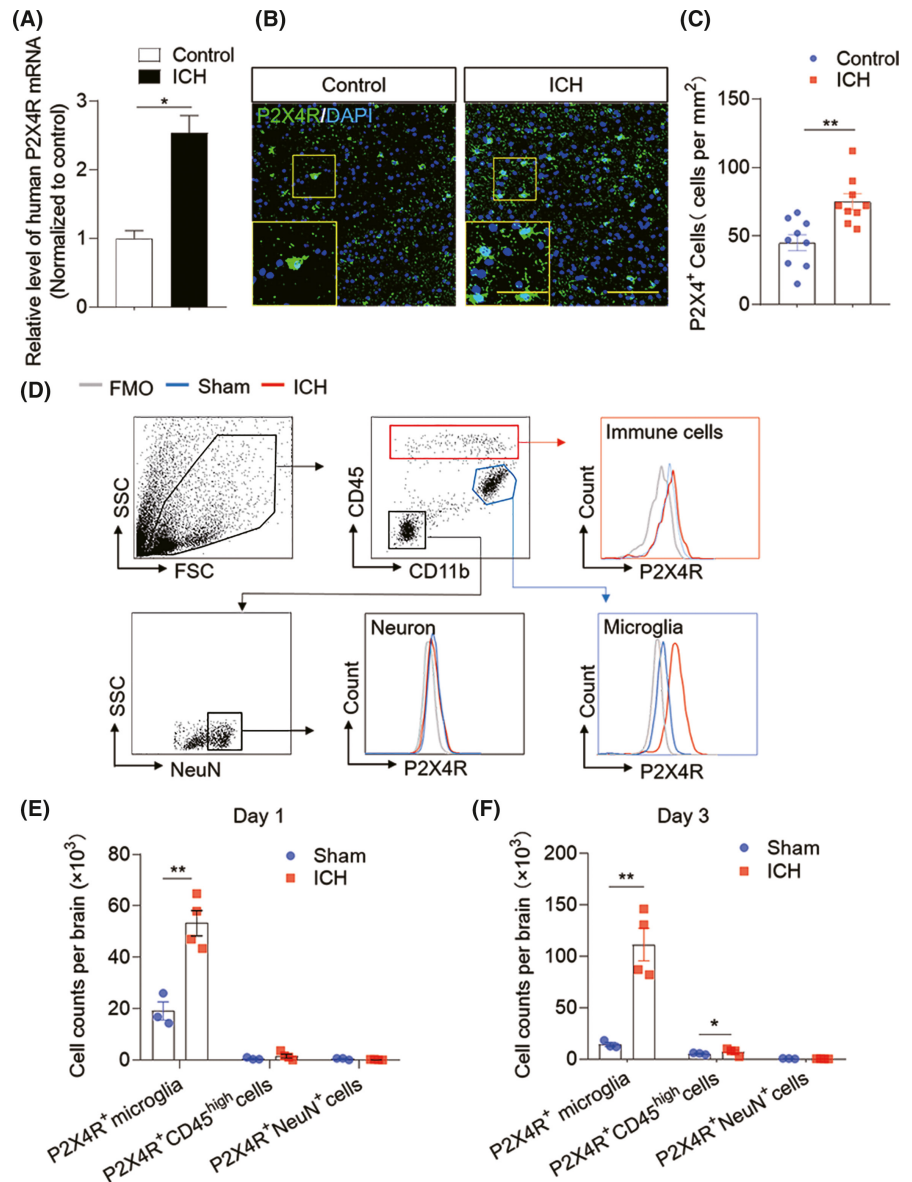 (A)
Control
ICH
Relative level of human P2X4R mRNA
(Normalized to control)
3
2
1
0
*
(B)
Control
ICH
P2X4R/DAPI
(C)
Control
ICH
P2X4⁺ Cells ( cells per mm²)
150
100
50
0
**
(D)
FMO
Sham
ICH
SSC
FSC
CD45
CD11b
Immune cells
Count
P2X4R
SSC
NeuN
Neuron
Count
P2X4R
Microglia
Count
P2X4R
(E)
Day 1
Sham
ICH
Cell counts per brain (×10³)
80
60
40
20
0
**
P2X4R⁺ microglia
P2X4R⁺CD45ʰⁱᵍʰ cells
P2X4R⁺NeuN⁺ cells
(F)
Day 3
Sham
ICH
Cell counts per brain (×10³)
200
150
100
50
0
**
*
P2X4R⁺ microglia
P2X4R⁺CD45ʰⁱᵍʰ cells
P2X4R⁺NeuN⁺ cells